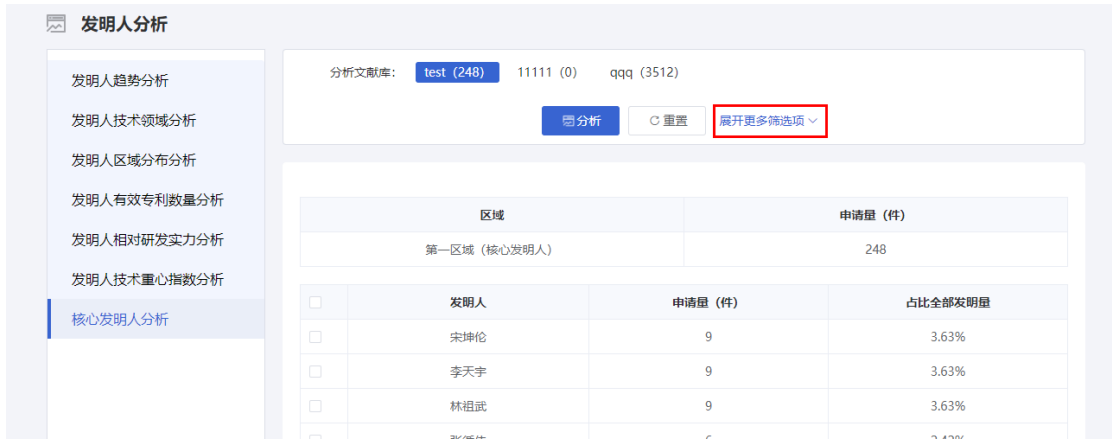 发明人分析
发明人趋势分析
发明人技术领域分析
发明人区域分布分析
发明人有效专利数量分析
发明人相对研发实力分析
发明人技术重心指数分析
核心发明人分析
分析文献库： test（248） 11111（0） qqq（3512）
分析 重置 展开更多筛选项
区域 申请量（件）
第一区域（核心发明人） 248
发明人 申请量（件） 占比全部发明量
宋坤伦 9 3.63%
李天宇 9 3.63%
林祖武 9 3.63%